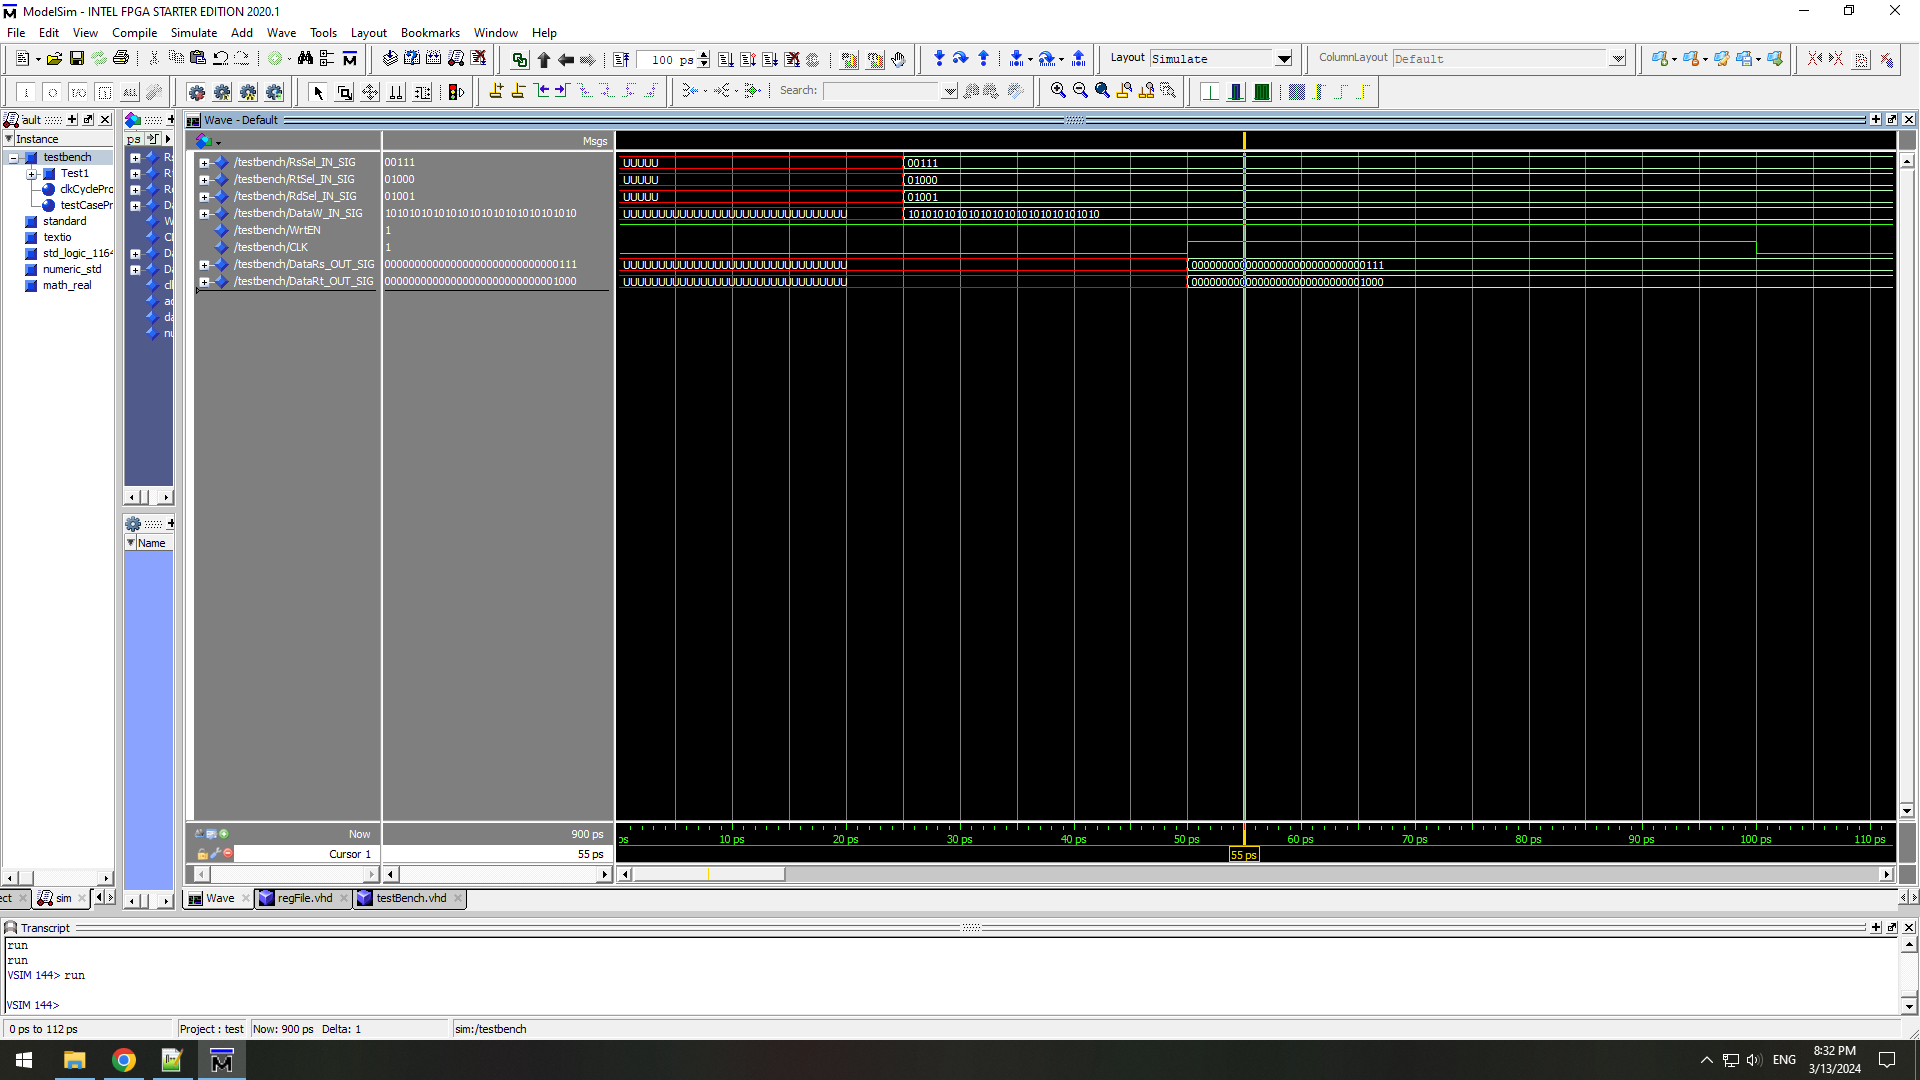 ModelSim - INTEL FPGA STARTER EDITION 2020.1
File Edit View Compile Simulate Add Wave Tools Layout Bookmarks Window Help
100 ps
Layout Simulate
ColumnLayout Default
ALL
Search:
ault
Wave - Default
Instance
ps
Msgs
testbench
Test1
clkCyclePro
testCasePr
standard
textio
std_logic_1164
numeric_std
math_real
/testbench/RsSel_IN_SIG 00111 UUUUU 00111
/testbench/RtSel_IN_SIG 01000 UUUUU 01000
/testbench/RdSel_IN_SIG 01001 UUUUU 01001
/testbench/DataW_IN_SIG 10101010101010101010101010101010 UUUUUUUUUUUUUUUUUUUUUUUUUUUUUUUU 10101010101010101010101010101010
/testbench/WrtEN 1
/testbench/CLK 1
/testbench/DataRs_OUT_SIG 00000000000000000000000000000111 UUUUUUUUUUUUUUUUUUUUUUUUUUUUUUUU 00000000000000000000000000000111
/testbench/DataRt_OUT_SIG 00000000000000000000000000001000 UUUUUUUUUUUUUUUUUUUUUUUUUUUUUUUU 00000000000000000000000000001000
Name
Now 900 ps
ps 10 ps 20 ps 30 ps 40 ps 50 ps 60 ps 70 ps 80 ps 90 ps 100 ps 110 ps
Cursor 1 55 ps
55 ps
ect sim Wave regFile.vhd testBench.vhd
Transcript
run
run
VSIM 144> run
VSIM 144>
0 ps to 112 ps Project : test Now: 900 ps Delta: 1 sim:/testbench
ENG
8:32 PM
3/13/2024